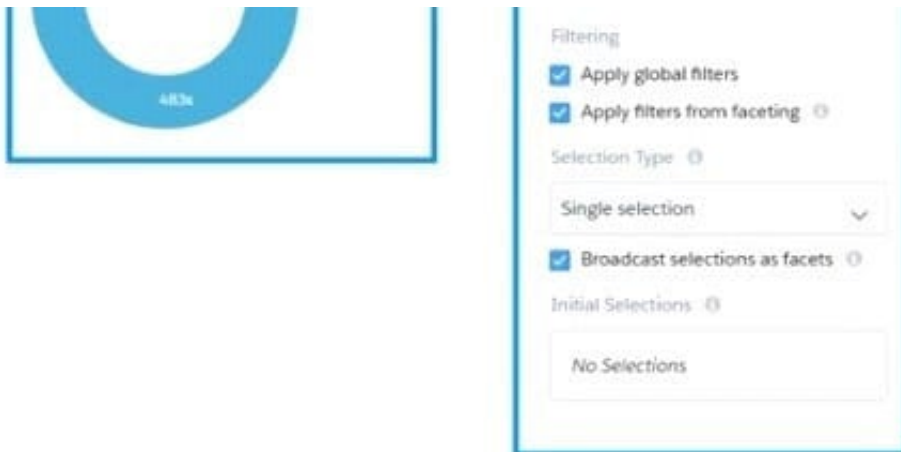 483k
Filtering
Apply global filters
Apply filters from faceting
Selection Type
Single selection
Broadcast selections as facets
Initial Selections
No Selections